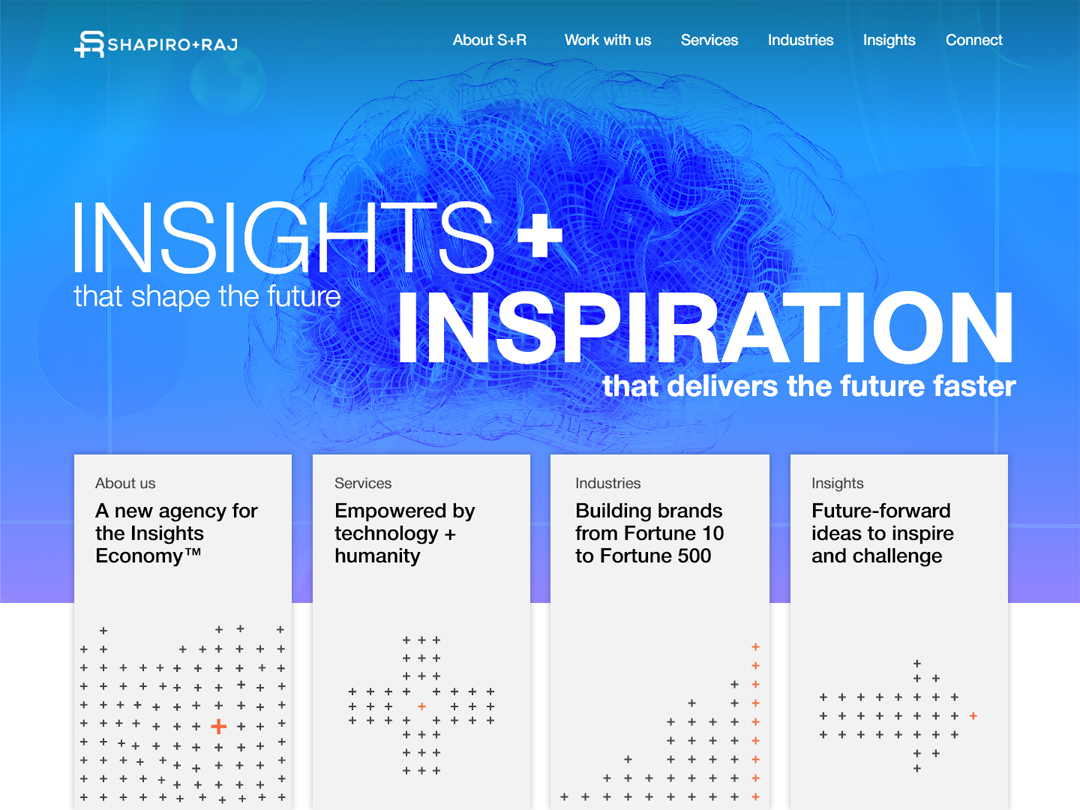 SHAPIRO+RAJ
About S+R
Work with us
Services
Industries
Insights
Connect
INSIGHTS +
that shape the future
INSPIRATION
that delivers the future faster
About us
A new agency for
the Insights
Economy™
Services
Empowered by
technology +
humanity
Industries
Building brands
from Fortune 10
to Fortune 500
Insights
Future-forward
ideas to inspire
and challenge